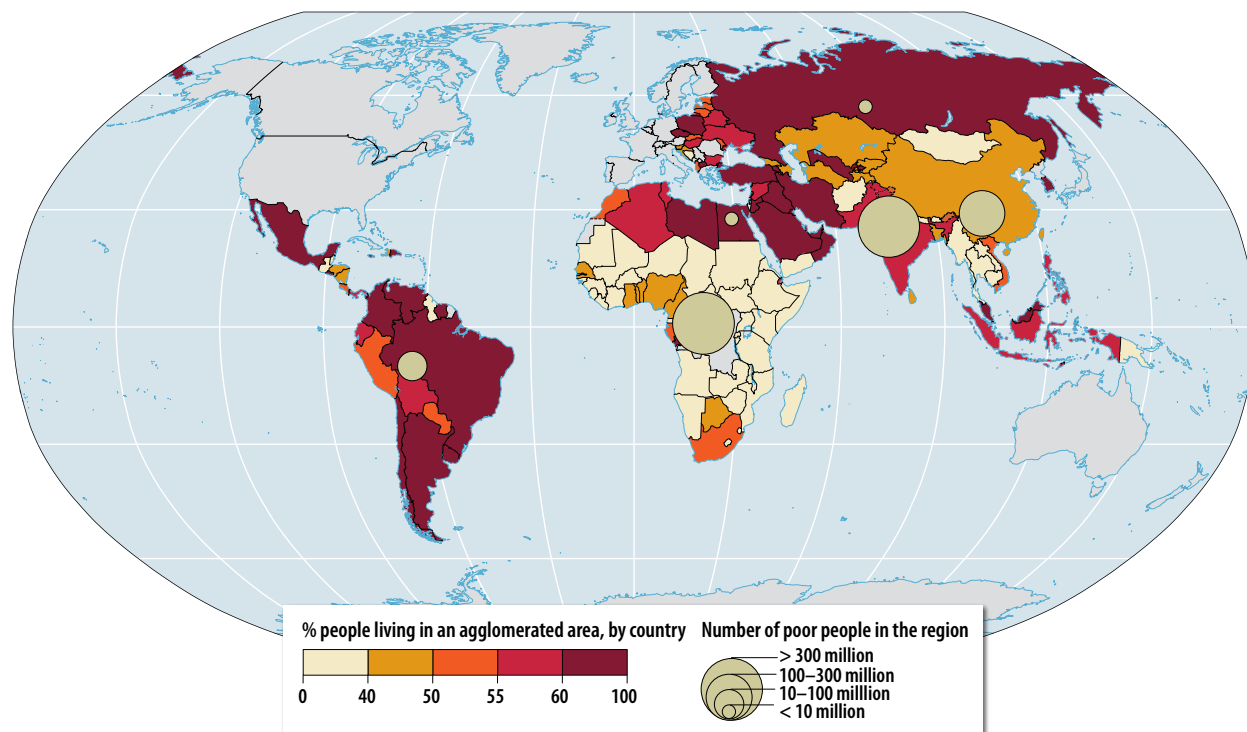 % people living in an agglomerated area, by country
0 40 50 55 60 100
Number of poor people in the region
> 300 million
100–300 million
10–100 milllion
< 10 million